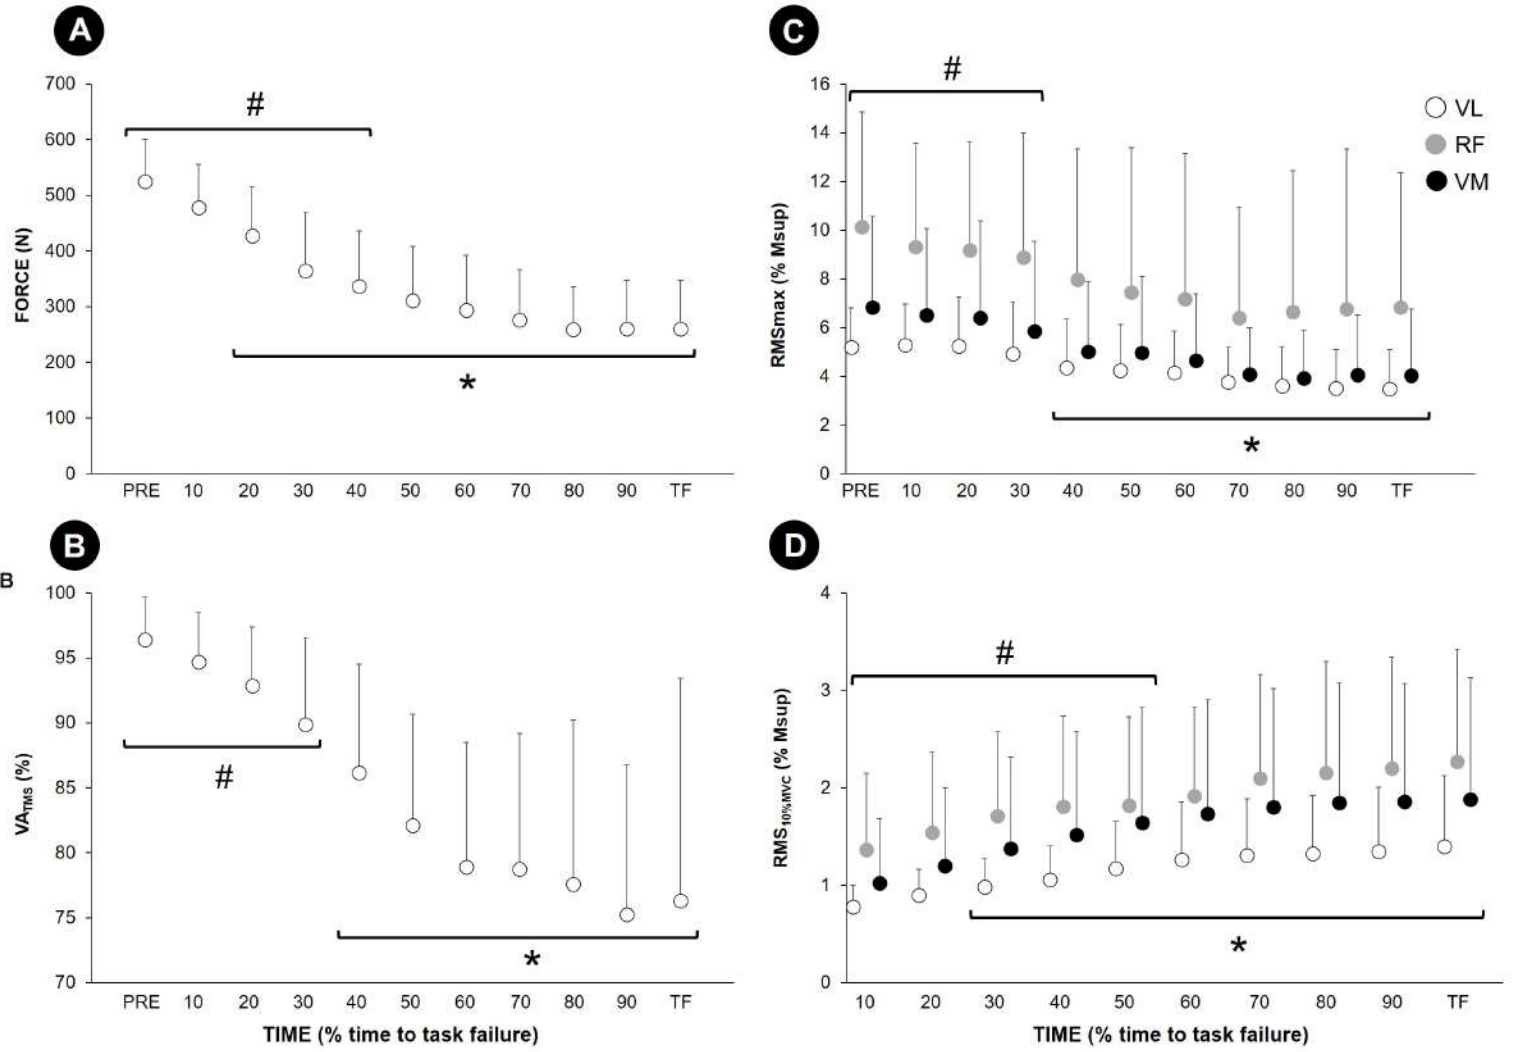 A
700
600
500
400
300
200
100
0
FORCE (N)
#
*
PRE 10 20 30 40 50 60 70 80 90 TF
B
B
100
95
90
85
80
75
70
VATMS (%)
#
*
PRE 10 20 30 40 50 60 70 80 90 TF
TIME (% time to task failure)
C
16
14
12
10
8
6
4
2
0
RMSmax (% Msup)
#
*
VL
RF
VM
PRE 10 20 30 40 50 60 70 80 90 TF
D
4
3
2
1
0
RMS10%MVC (% Msup)
#
*
10 20 30 40 50 60 70 80 90 TF
TIME (% time to task failure)